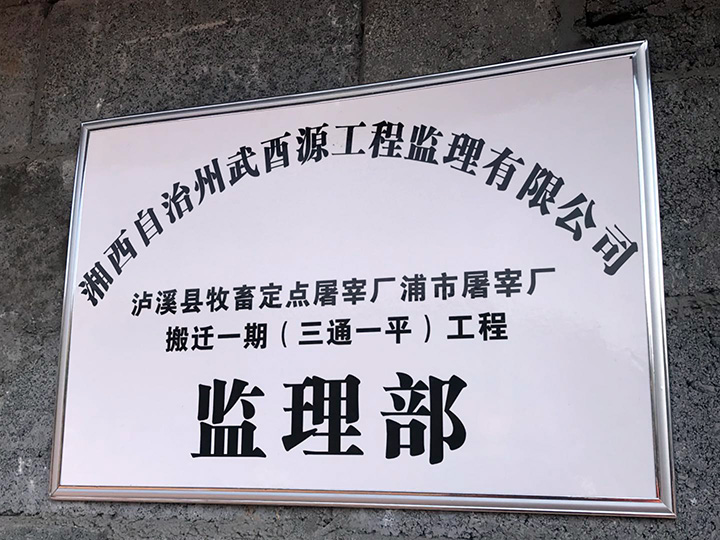 湘西自治州武酉源工程监理有限公司
泸溪县牧畜定点屠宰厂浦市屠宰厂
搬迁一期（三通一平）工程
监理部